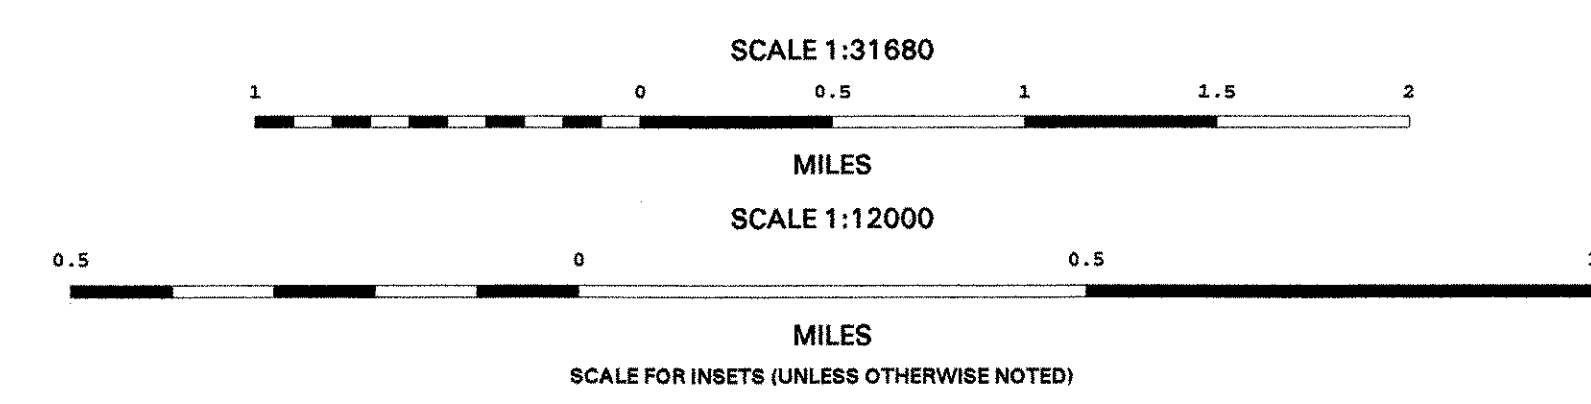 SCALE 1:31680
1 0 0.5 1 1.5 2
MILES
SCALE 1:12000
0.5 0 0.5
MILES
SCALE FOR INSETS (UNLESS OTHERWISE NOTED)